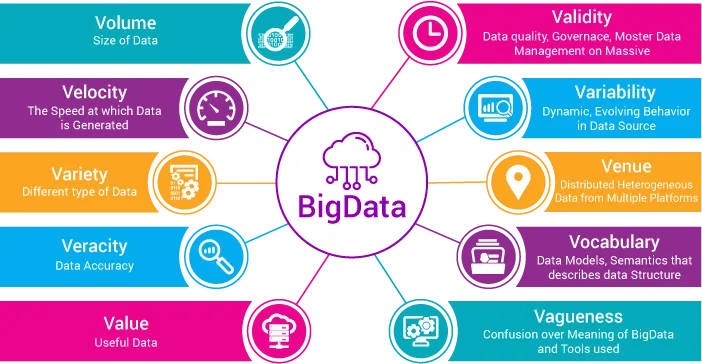 Volume
Size of Data
Velocity
The Speed at which Data
is Generated
Variety
Different type of Data
Veracity
Data Accuracy
Value
Useful Data
BigData
Validity
Data quality, Governace, Moster Data
Management on Massive
Variability
Dynamic, Evolving Behavior
in Data Source
Venue
Distributed Heterogeneous
Data from Multiple Platforms
Vocabulary
Data Models, Semantics that
describes data Structure
Vagueness
Confusion over Meaning of BigData
and Tools used